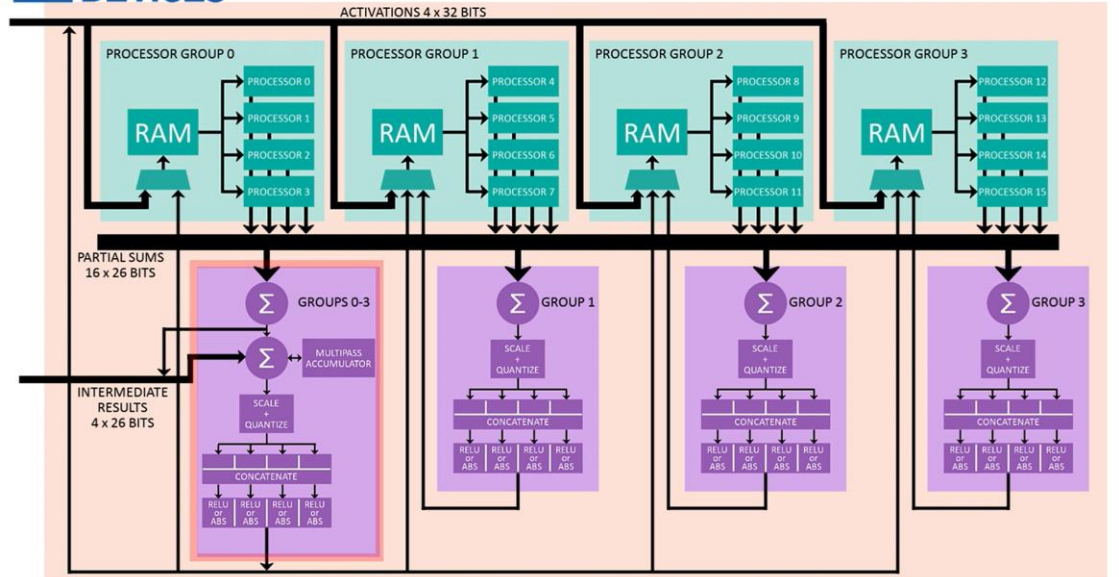 DEVICES
ACTIVATIONS 4 x 32 BITS
PROCESSOR GROUP 0
RAM
PROCESSOR 0
PROCESSOR 1
PROCESSOR 2
PROCESSOR 3
PROCESSOR GROUP 1
RAM
PROCESSOR 4
PROCESSOR 5
PROCESSOR 6
PROCESSOR 7
PROCESSOR GROUP 2
RAM
PROCESSOR 8
PROCESSOR 9
PROCESSOR 10
PROCESSOR 11
PROCESSOR GROUP 3
RAM
PROCESSOR 12
PROCESSOR 13
PROCESSOR 14
PROCESSOR 15
PARTIAL SUMS
16 x 26 BITS
Σ
GROUPS 0-3
Σ
MULTIPASS
ACCUMULATOR
INTERMEDIATE
RESULTS
4 x 26 BITS
SCALE
+
QUANTIZE
CONCATENATE
RELU RELU RELU RELU
or or or or
ABS ABS ABS ABS
Σ
GROUP 1
SCALE
+
QUANTIZE
CONCATENATE
RELU RELU RELU RELU
or or or or
ABS ABS ABS ABS
Σ
GROUP 2
SCALE
+
QUANTIZE
CONCATENATE
RELU RELU RELU RELU
or or or or
ABS ABS ABS ABS
Σ
GROUP 3
SCALE
+
QUANTIZE
CONCATENATE
RELU RELU RELU RELU
or or or or
ABS ABS ABS ABS